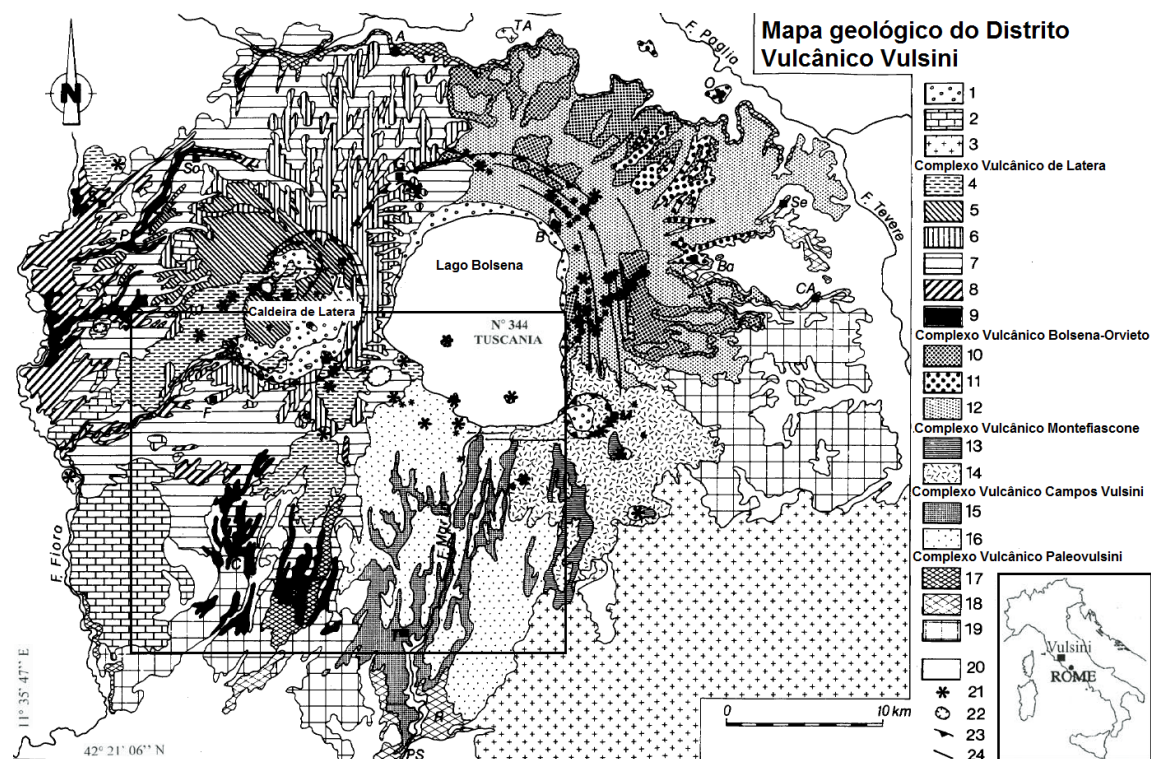 Mapa geológico do Distrito
Vulcânico Vulsini
N
A
TA
F. Paglia
O
1
2
3
Complexo Vulcânico de Latera
4
5
6
7
8
9
Complexo Vulcânico Bolsena-Orvieto
10
11
12
Complexo Vulcânico Montefiascone
13
14
Complexo Vulcânico Campos Vulsini
15
16
Complexo Vulcânico Paleovulsini
17
18
19
20
21
22
23
24
So
G
S
P
Se
F. Tevere
B
Lago Bolsena
Ba
L
CA
Caldeira de Latera
Nº 344
TUSCANIA
F
M
F. Fiora
F. Marta
C
T
R
PS
11° 35' 47'' E
42° 21' 06'' N
0 10 km
Vulsini
ROME